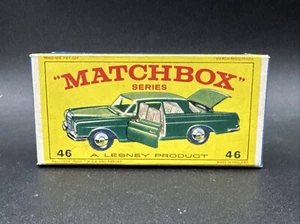 "MATCHBOX"
SERIES
46
A LESNEY PRODUCT
46